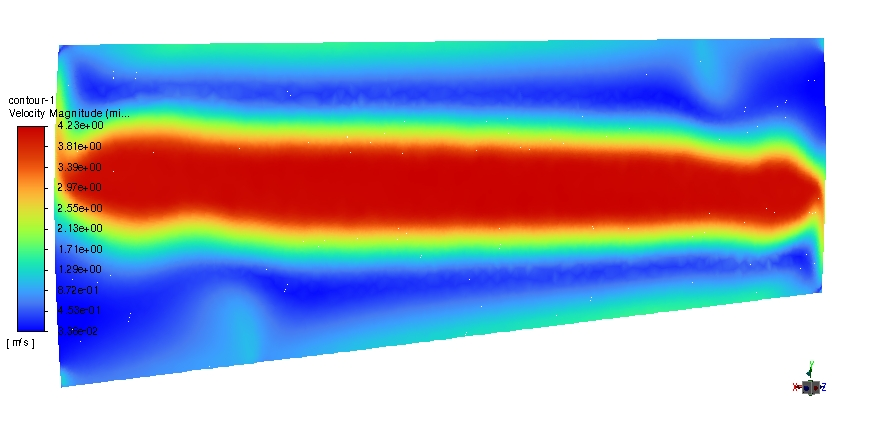 contour-1
Velocity Magnitude (mi...
4.23e+00
3.81e+00
3.39e+00
2.97e+00
2.55e+00
2.13e+00
1.71e+00
1.29e+00
8.72e-01
[ m/s ]
Y
X Z